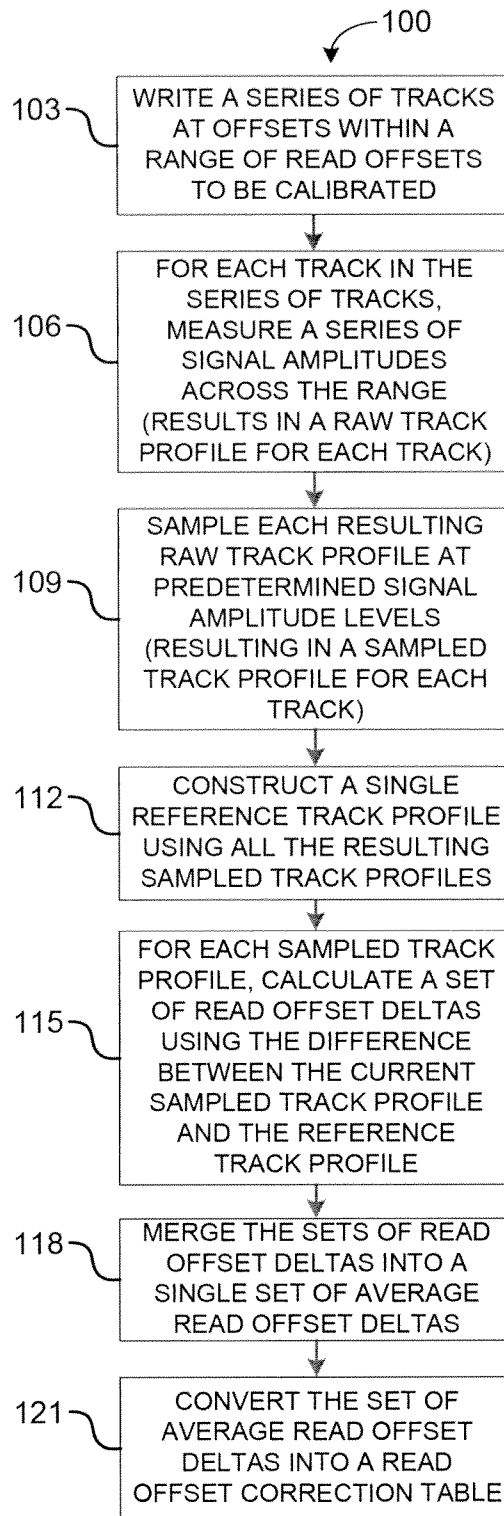 100
103
WRITE A SERIES OF TRACKS
AT OFFSETS WITHIN A
RANGE OF READ OFFSETS
TO BE CALIBRATED
106
FOR EACH TRACK IN THE
SERIES OF TRACKS,
MEASURE A SERIES OF
SIGNAL AMPLITUDES
ACROSS THE RANGE
(RESULTS IN A RAW TRACK
PROFILE FOR EACH TRACK)
109
SAMPLE EACH RESULTING
RAW TRACK PROFILE AT
PREDETERMINED SIGNAL
AMPLITUDE LEVELS
(RESULTING IN A SAMPLED
TRACK PROFILE FOR EACH
TRACK)
112
CONSTRUCT A SINGLE
REFERENCE TRACK PROFILE
USING ALL THE RESULTING
SAMPLED TRACK PROFILES
115
FOR EACH SAMPLED TRACK
PROFILE, CALCULATE A SET
OF READ OFFSET DELTAS
USING THE DIFFERENCE
BETWEEN THE CURRENT
SAMPLED TRACK PROFILE
AND THE REFERENCE
TRACK PROFILE
118
MERGE THE SETS OF READ
OFFSET DELTAS INTO A
SINGLE SET OF AVERAGE
READ OFFSET DELTAS
121
CONVERT THE SET OF
AVERAGE READ OFFSET
DELTAS INTO A READ
OFFSET CORRECTION TABLE